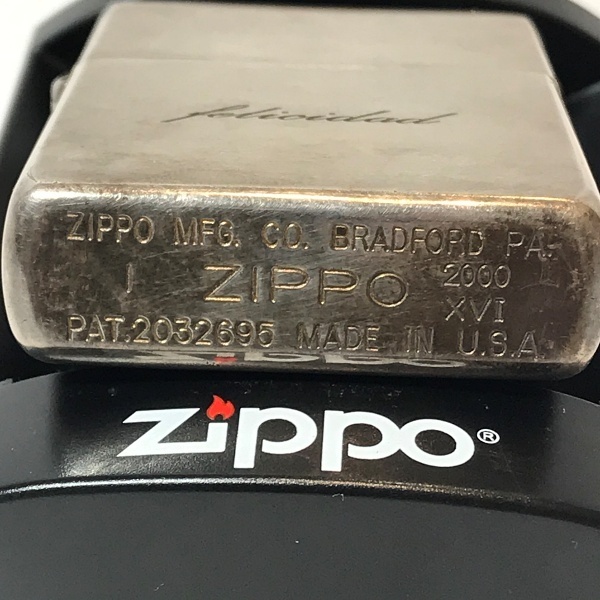 felicidad
ZIPPO MFG. CO. BRADFORD PA.
I ZIPPO 2000
XVI
PAT.2032695 MADE IN U.S.A.
zippo®